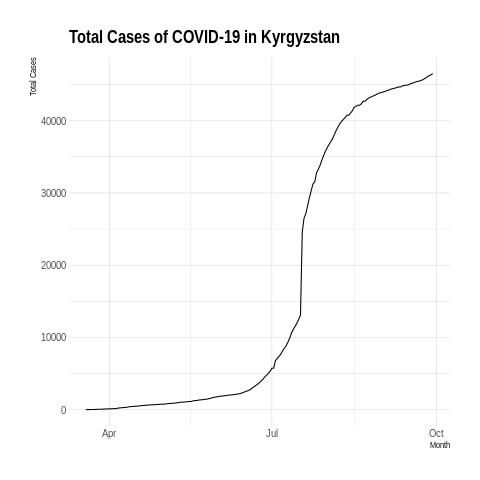 Total Cases of COVID-19 in Kyrgyzstan
Total Cases
40000
30000
20000
10000
0
Apr
Jul
Oct
Month